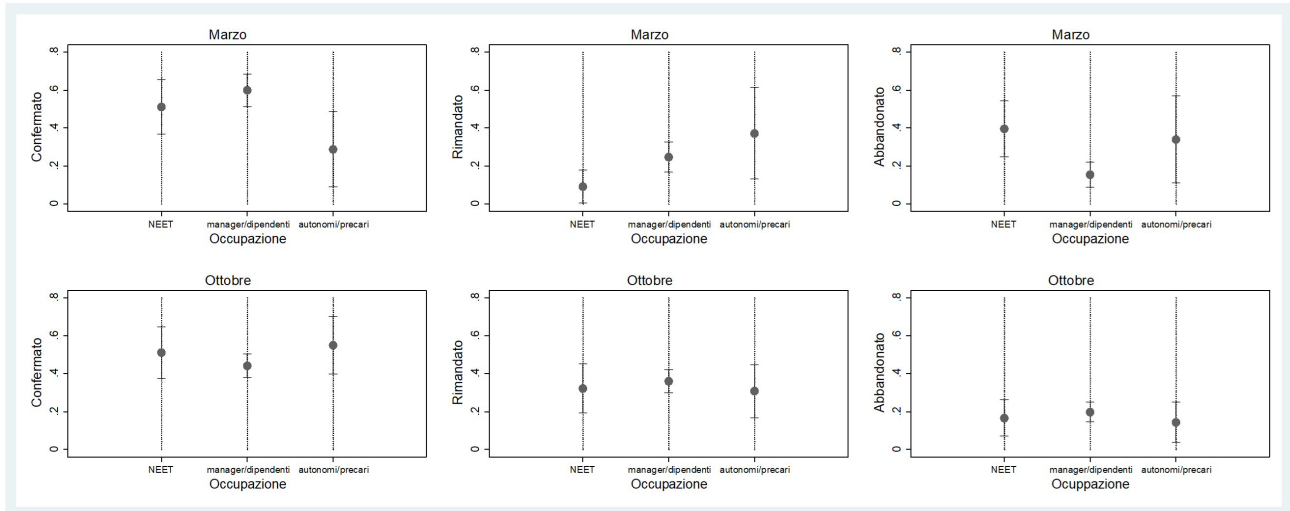 Marzo
Confermato
.8
.6
.4
.2
0
NEET manager/dipendenti autonomi/precari
Occupazione
Marzo
Rimandato
.8
.6
.4
.2
0
NEET manager/dipendenti autonomi/precari
Occupazione
Marzo
Abbandonato
.8
.6
.4
.2
0
NEET manager/dipendenti autonomi/precari
Occupazione
Ottobre
Confermato
.8
.6
.4
.2
0
NEET manager/dipendenti autonomi/precari
Occupazione
Ottobre
Rimandato
.8
.6
.4
.2
0
NEET manager/dipendenti autonomi/precari
Occupazione
Ottobre
Abbandonato
.8
.6
.4
.2
0
NEET manager/dipendenti autonomi/precari
Ocuppazione